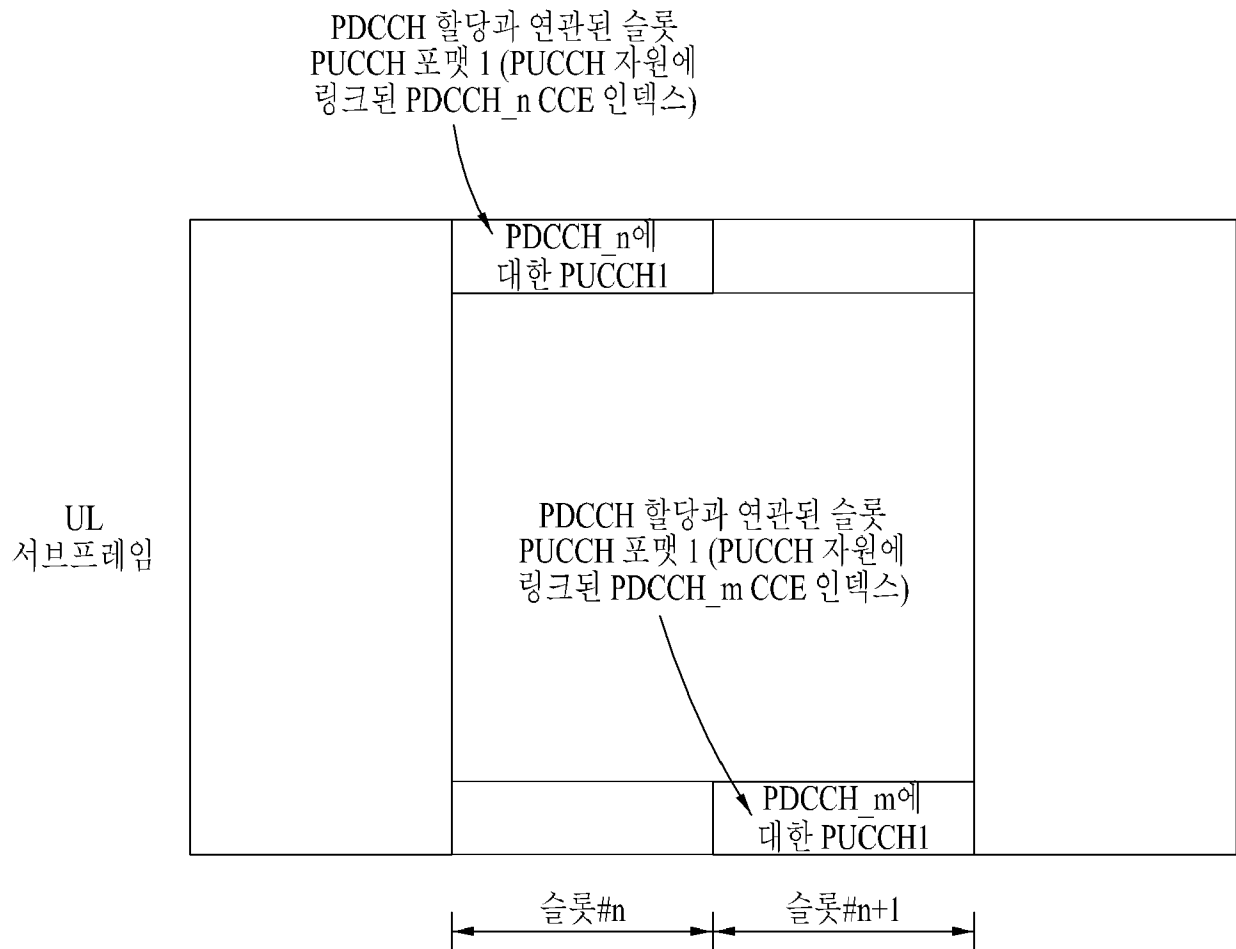 PDCCH 할당과 연관된 슬롯
PUCCH 포맷 1 (PUCCH 자원에
링크된 PDCCH_n CCE 인덱스)
PDCCH_n에
대한 PUCCH1
UL
서브프레임
PDCCH 할당과 연관된 슬롯
PUCCH 포맷 1 (PUCCH 자원에
링크된 PDCCH_m CCE 인덱스)
PDCCH_m에
대한 PUCCH1
슬롯#n
슬롯#n+1